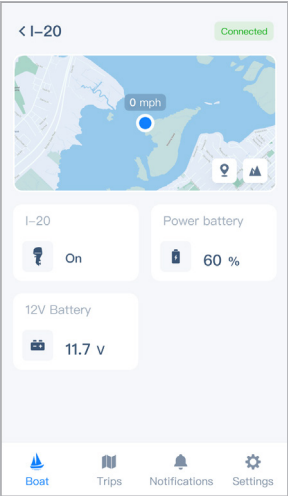 I-20
Connected
0 mph
I-20
On
Power battery
60 %
12V Battery
11.7 V
Boat
Trips
Notifications
Settings